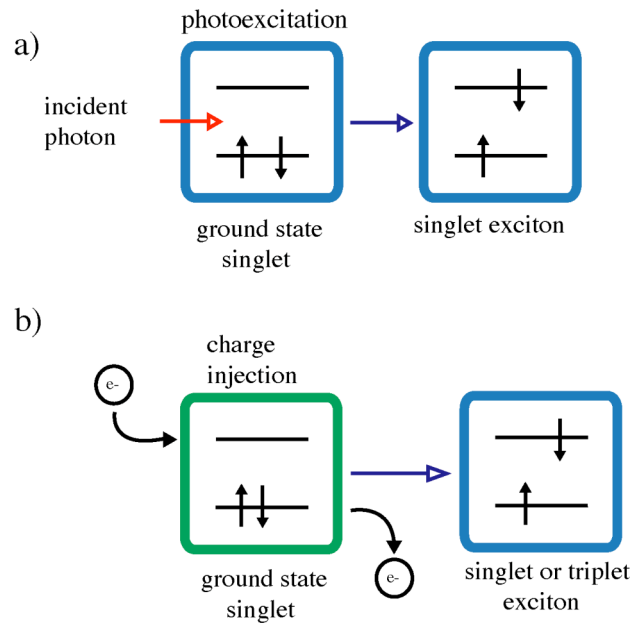 photoexcitation
a)
incident
photon
ground state
singlet
singlet exciton
b)
charge
injection
e-
e-
ground state
singlet
singlet or triplet
exciton